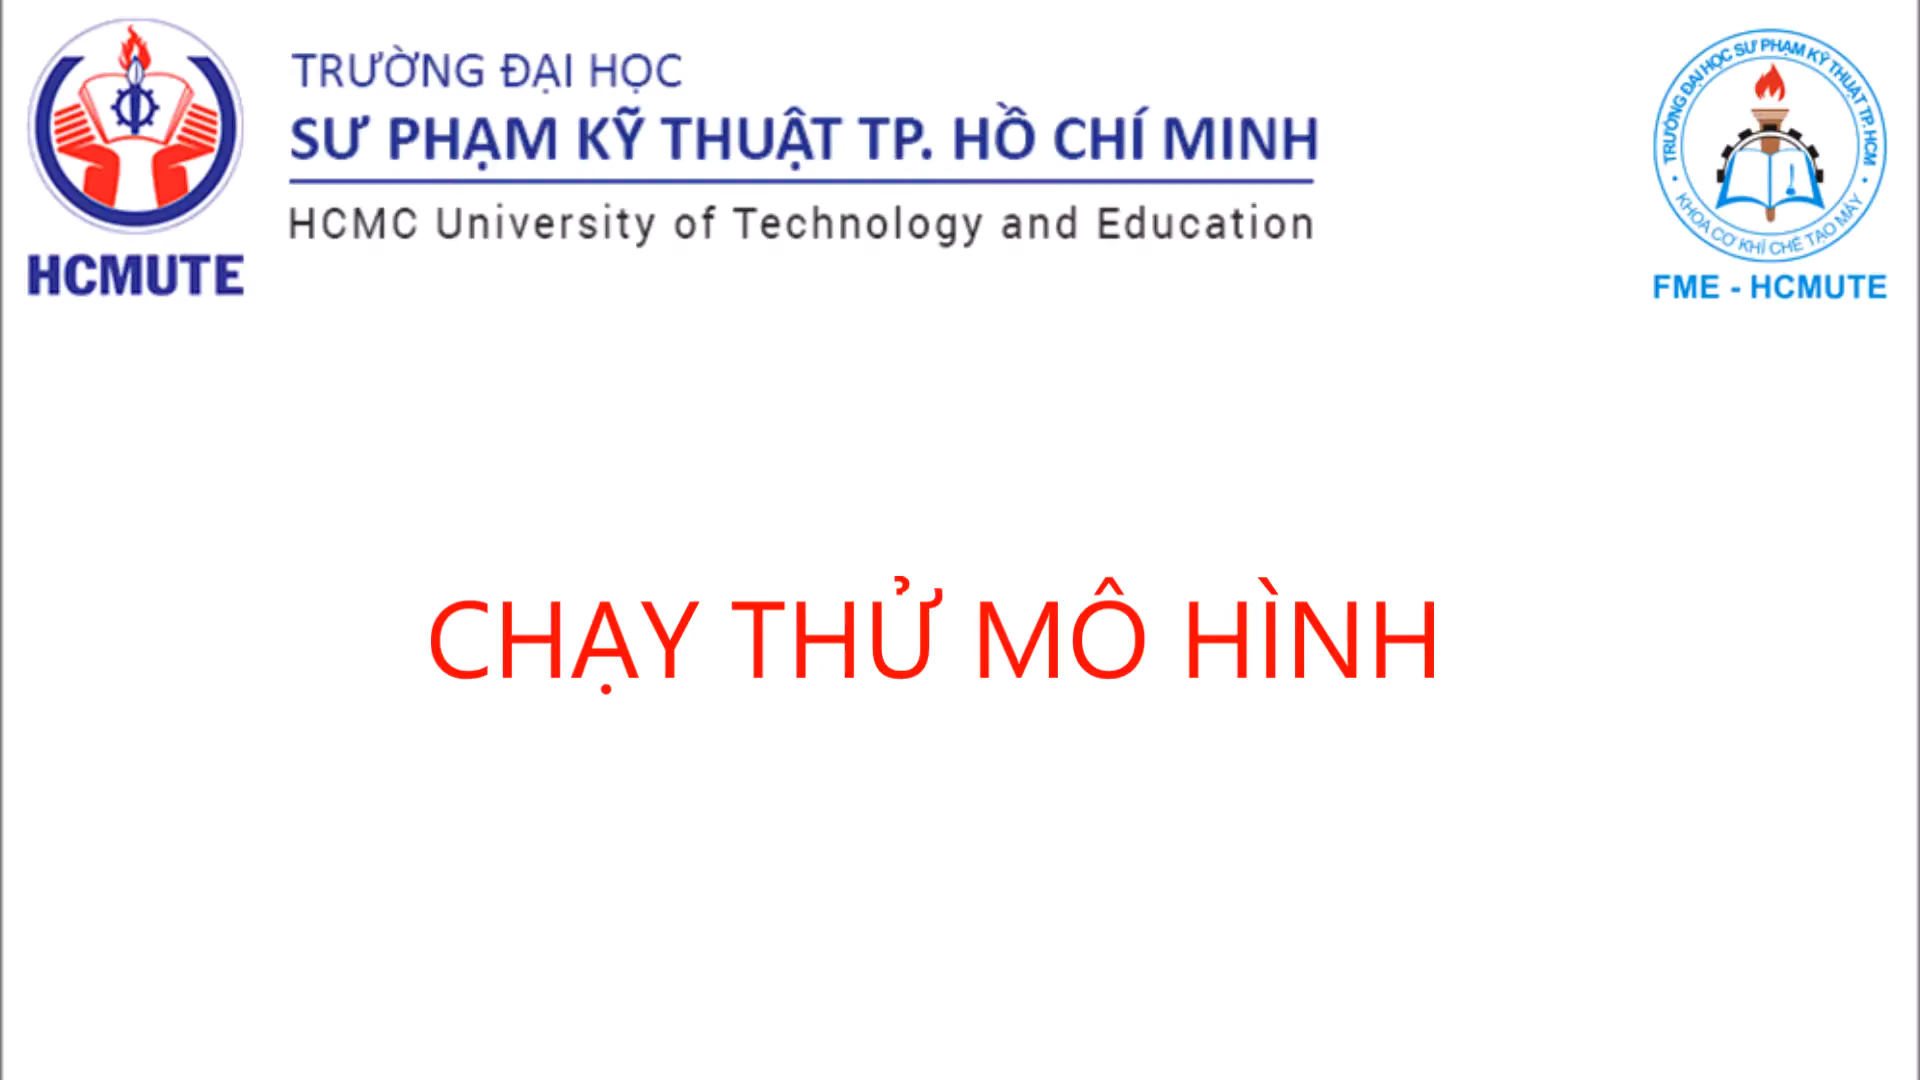 TRƯỜNG ĐẠI HỌC
SƯ PHẠM KỸ THUẬT TP. HỒ CHÍ MINH
HCMC University of Technology and Education
HCMUTE
TRƯỜNG ĐẠI HỌC SƯ PHẠM KỸ THUẬT TP. HCM
KHOA CƠ KHÍ CHẾ TẠO MÁY
FME - HCMUTE
CHẠY THỬ MÔ HÌNH